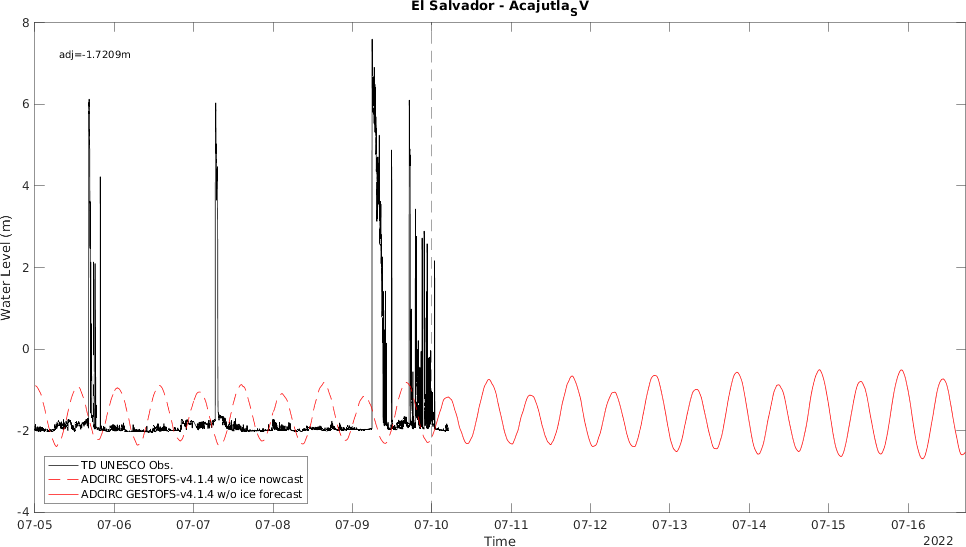 El Salvador - AcajutlaSV
adj=-1.7209m
8
6
4
2
0
-2
-4
Water Level (m)
TD UNESCO Obs.
ADCIRC GESTOFS-v4.1.4 w/o ice nowcast
ADCIRC GESTOFS-v4.1.4 w/o ice forecast
07-05 07-06 07-07 07-08 07-09 07-10 07-11 07-12 07-13 07-14 07-15 07-16
Time
2022